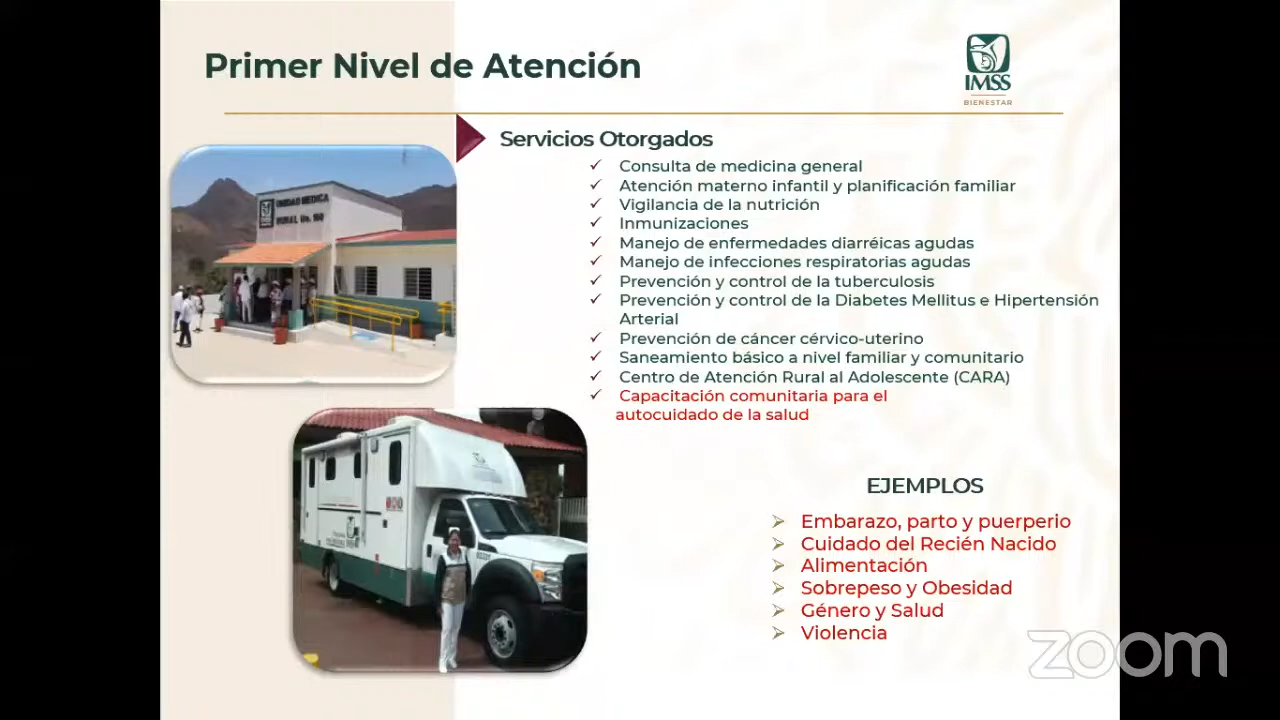 Primer Nivel de Atención
IMSS
BIENESTAR
Servicios Otorgados
✓ Consulta de medicina general
✓ Atención materno infantil y planificación familiar
✓ Vigilancia de la nutrición
✓ Inmunizaciones
✓ Manejo de enfermedades diarréicas agudas
✓ Manejo de infecciones respiratorias agudas
✓ Prevención y control de la tuberculosis
✓ Prevención y control de la Diabetes Mellitus e Hipertensión
Arterial
✓ Prevención de cáncer cérvico-uterino
✓ Saneamiento básico a nivel familiar y comunitario
✓ Centro de Atención Rural al Adolescente (CARA)
✓ Capacitación comunitaria para el
autocuidado de la salud
UNIDAD MEDICA
RURAL No.
EJEMPLOS
➢ Embarazo, parto y puerperio
➢ Cuidado del Recién Nacido
➢ Alimentación
➢ Sobrepeso y Obesidad
➢ Género y Salud
➢ Violencia
zoom